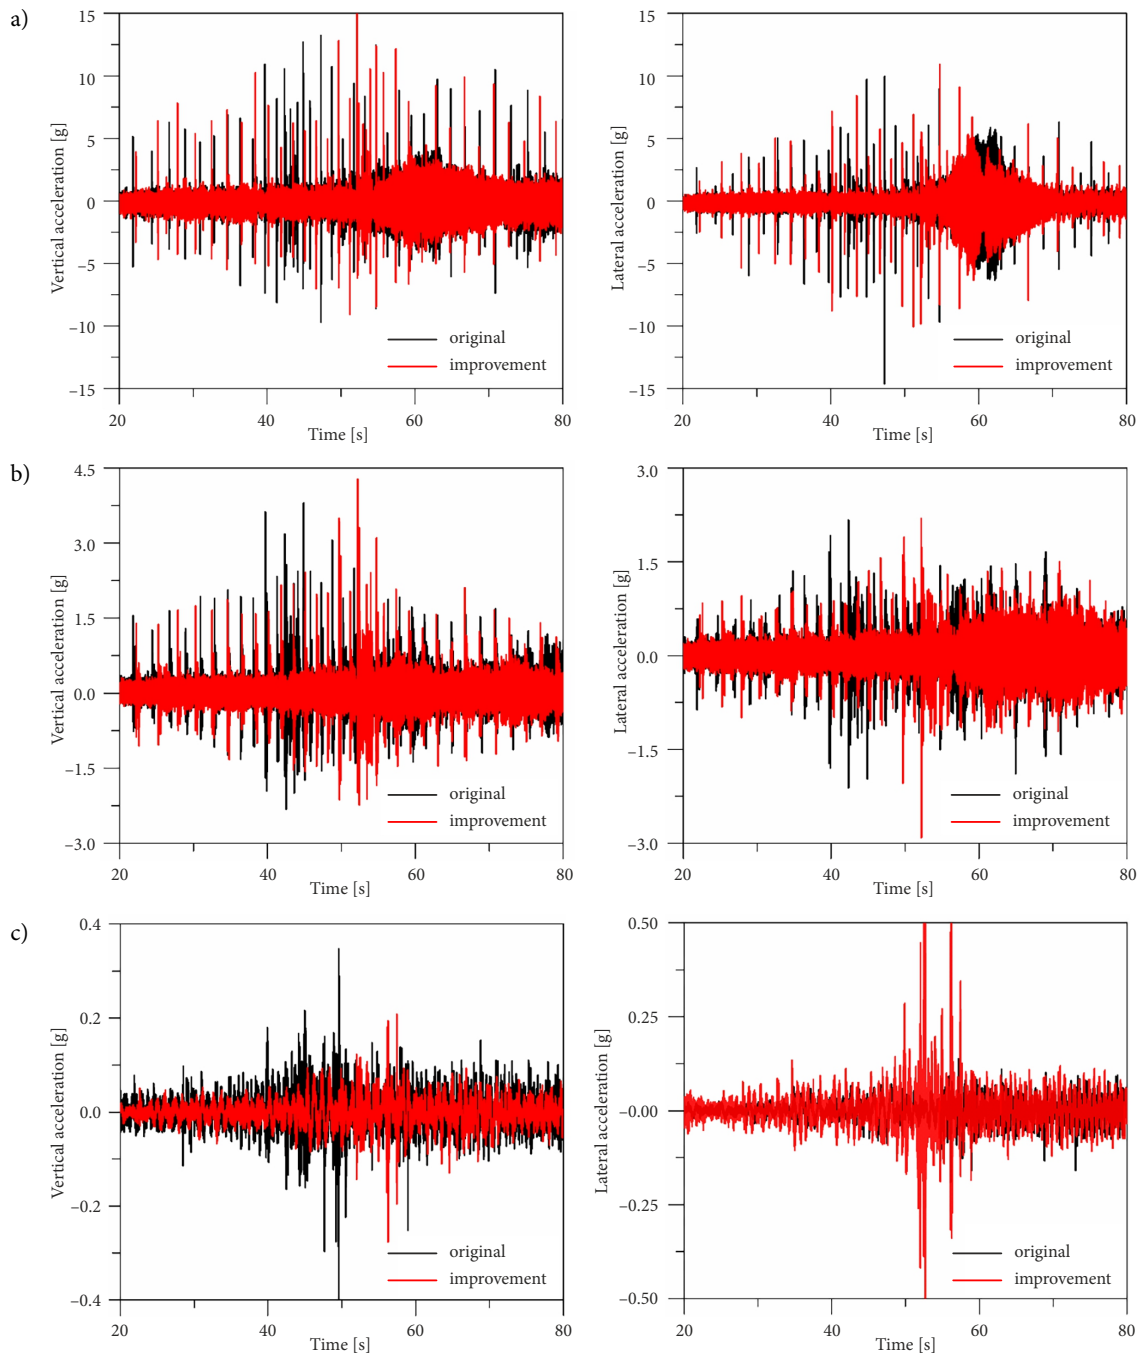 a)
Vertical acceleration [g]
15
10
5
0
−5
−10
−15
original
improvement
20
40
60
80
Time [s]
Lateral acceleration [g]
15
10
5
0
−5
−10
−15
original
improvement
20
40
60
80
Time [s]
b)
Vertical acceleration [g]
4.5
3.0
1.5
0.0
−1.5
−3.0
original
improvement
20
40
60
80
Time [s]
Lateral acceleration [g]
3.0
1.5
0.0
−1.5
−3.0
original
improvement
20
40
60
80
Time [s]
c)
Vertical acceleration [g]
0.4
0.2
0.0
−0.2
−0.4
original
improvement
20
40
60
80
Time [s]
Lateral acceleration [g]
0.50
0.25
−0.00
−0.25
−0.50
original
improvement
20
40
60
80
Time [s]